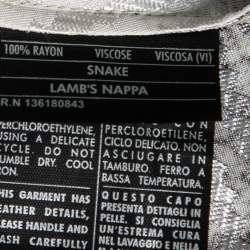 100% RAYON VISCOSE VISCOSA (VI)
SNAKE
LAMB'S NAPPA
R.N 136180843
PERCHLOROETHYLENE,
USING A DELICATE
CYCLE. DO NOT
TUMBLE DRY. COOL
IRON.
THIS GARMENT HAS
LEATHER DETAILS,
PLEASE HANDLE AND
WASH CAREFULLY
CON
PERCLOROETILENE,
CICLO DELICATO. NON
ASCIUGARE IN
TAMBURO. FERRO A
BASSA TEMPERATURA.
QUESTO CAPO
PRESENTA DETTAGLI IN
PELLE. SI CONSIGLIA
UN'ESTREMA CURA
NEL LAVAGGIO E NELLA